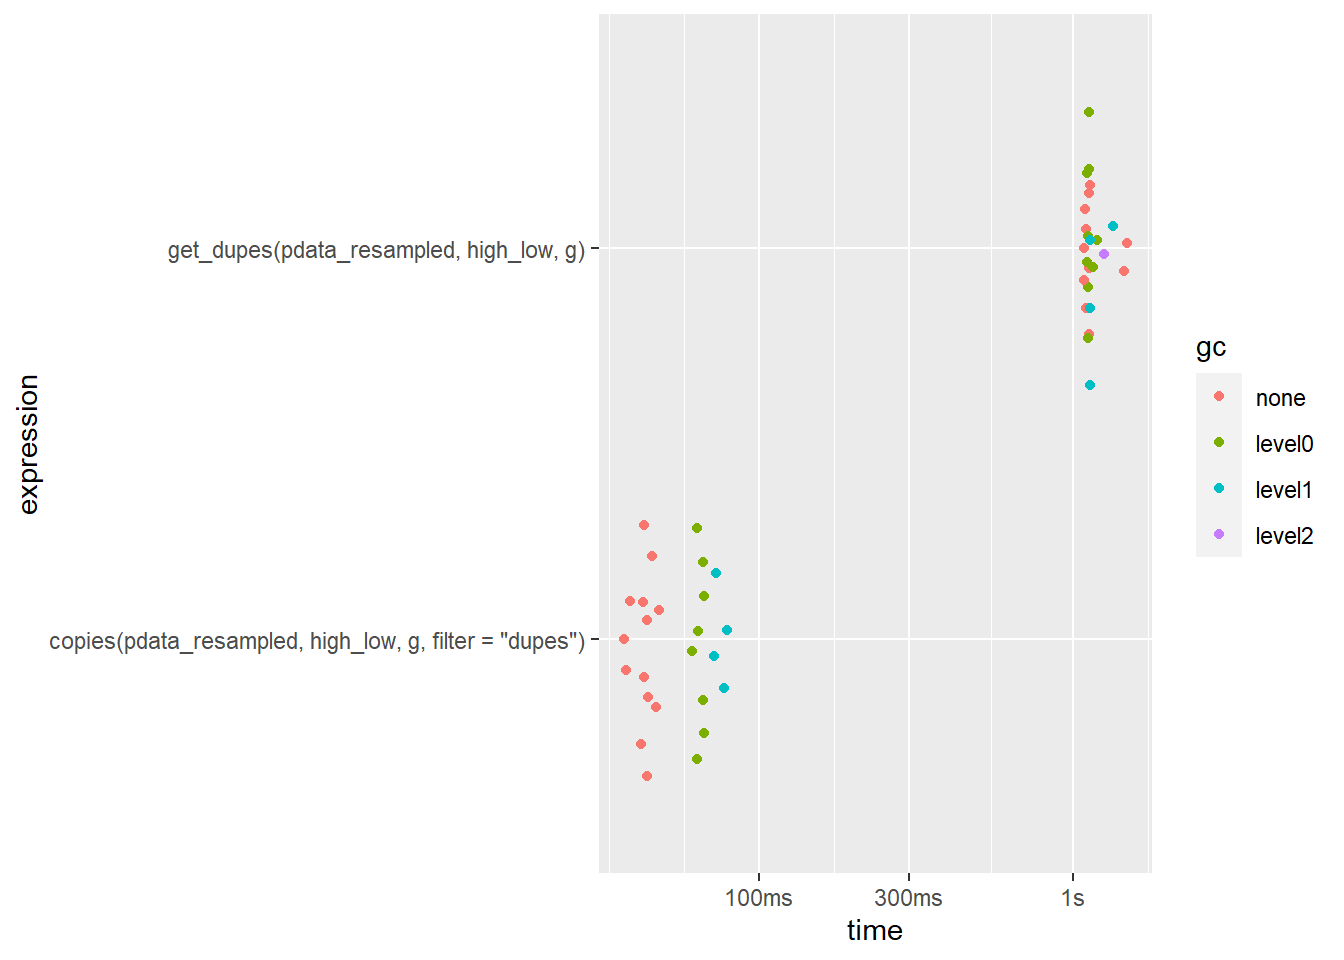 get_dupes(pdata_resampled, high_low, g)
copies(pdata_resampled, high_low, g, filter = "dupes")
expression
100ms
300ms
1s
time
gc
none
level0
level1
level2